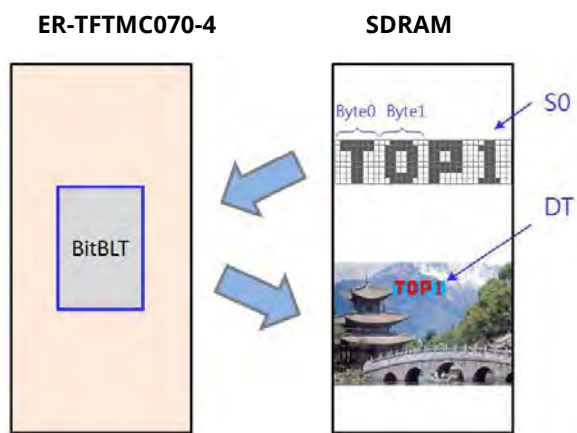 ER-TFTMC070-4
SDRAM
Byte0 Byte1
S0
TOP1
BitBLT
DT
TOP1